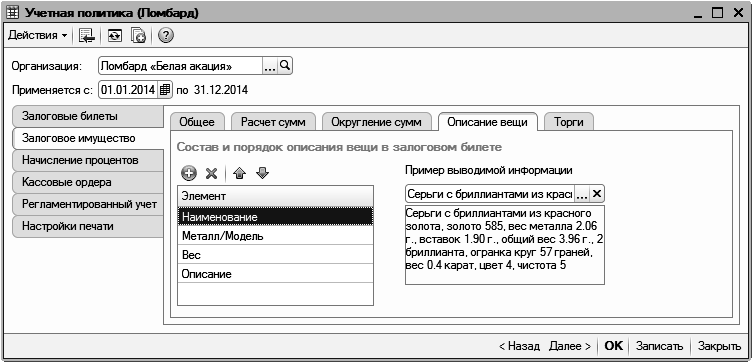 Учетная политика (Ломбард)
Действия
Организация: Ломбард «Белая акация» ...
Применяется с: 01.01.2014 по 31.12.2014
Залоговые билеты
Залоговое имущество
Начисление процентов
Кассовые ордера
Регламентированный учет
Настройки печати
Общее Расчет сумм Округление сумм Описание вещи Торги
Состав и порядок описания вещи в залоговом билете
Пример выводимой информации
Элемент
Наименование
Металл/Модель
Вес
Описание
Серьги с бриллиантами из красн ...
Серьги с бриллиантами из красного
золота, золото 585, вес металла 2.06
г., вставок 1.90 г., общий вес 3.96 г., 2
бриллианта, огранка круг 57 граней,
вес 0.4 карат, цвет 4, чистота 5
< Назад Далее > OK Записать Закрыть